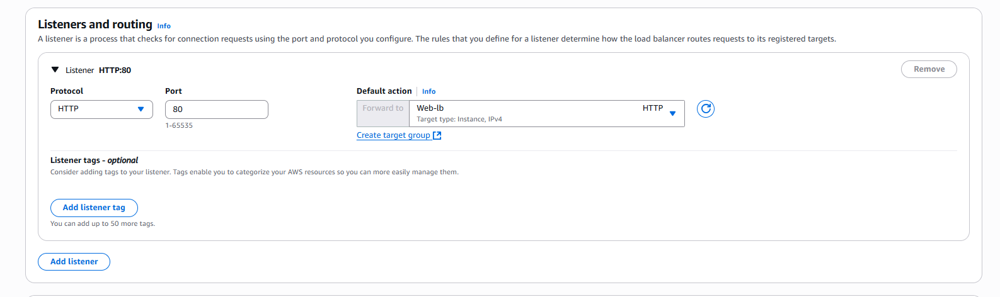 Listeners and routing Info
A listener is a process that checks for connection requests using the port and protocol you configure. The rules that you define for a listener determine how the load balancer routes requests to its registered targets.
Listener HTTP:80
Remove
Protocol Port Default action Info
HTTP 80 Forward to Web-lb HTTP
Target type: Instance, IPv4
1-65535
Create target group
Listener tags - optional
Consider adding tags to your listener. Tags enable you to categorize your AWS resources so you can more easily manage them.
Add listener tag
You can add up to 50 more tags.
Add listener